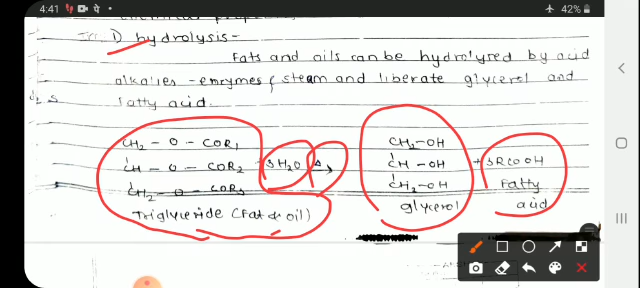 4:41
42%
1) hydrolysis-
Fats and oils can be hydrolysed by acid
alkalies - enzymes ( steam and liberate glycerol and
fatty acid
CH2 - O - COR1
CH - O - COR2 + 3H2O Δ
CH2 - O - COR3
Triglyceride (Fat & oil)
CH2-OH
CH -OH
CH2-OH
glycerol
+ 3RCOOH
Fatty
acid